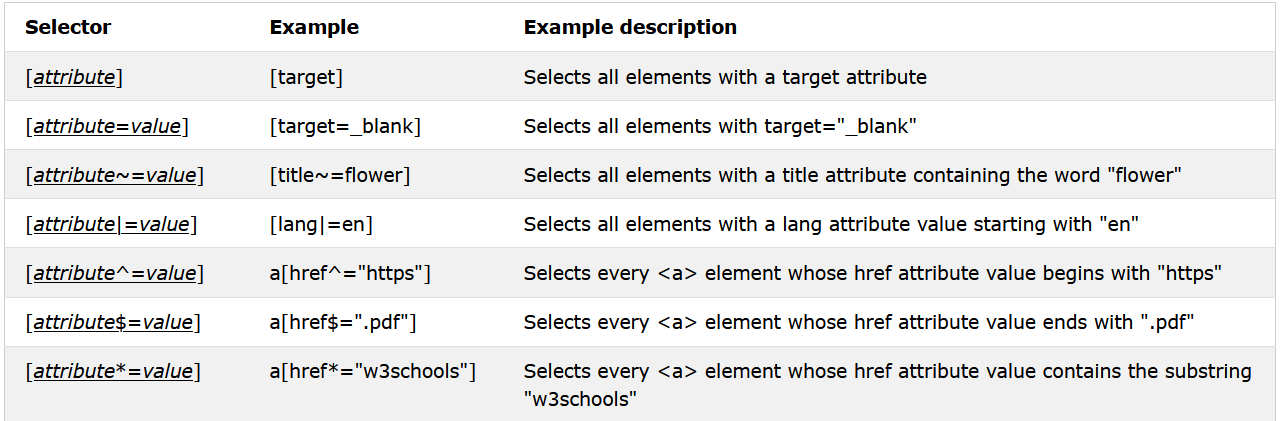 Selector Example Example description
[attribute] [target] Selects all elements with a target attribute
[attribute=value] [target=_blank] Selects all elements with target="_blank"
[attribute~=value] [title~=flower] Selects all elements with a title attribute containing the word "flower"
[attribute|=value] [lang|=en] Selects all elements with a lang attribute value starting with "en"
[attribute^=value] a[href^="https"] Selects every <a> element whose href attribute value begins with "https"
[attribute$=value] a[href$=".pdf"] Selects every <a> element whose href attribute value ends with ".pdf"
[attribute*=value] a[href*="w3schools"] Selects every <a> element whose href attribute value contains the substring
"w3schools"